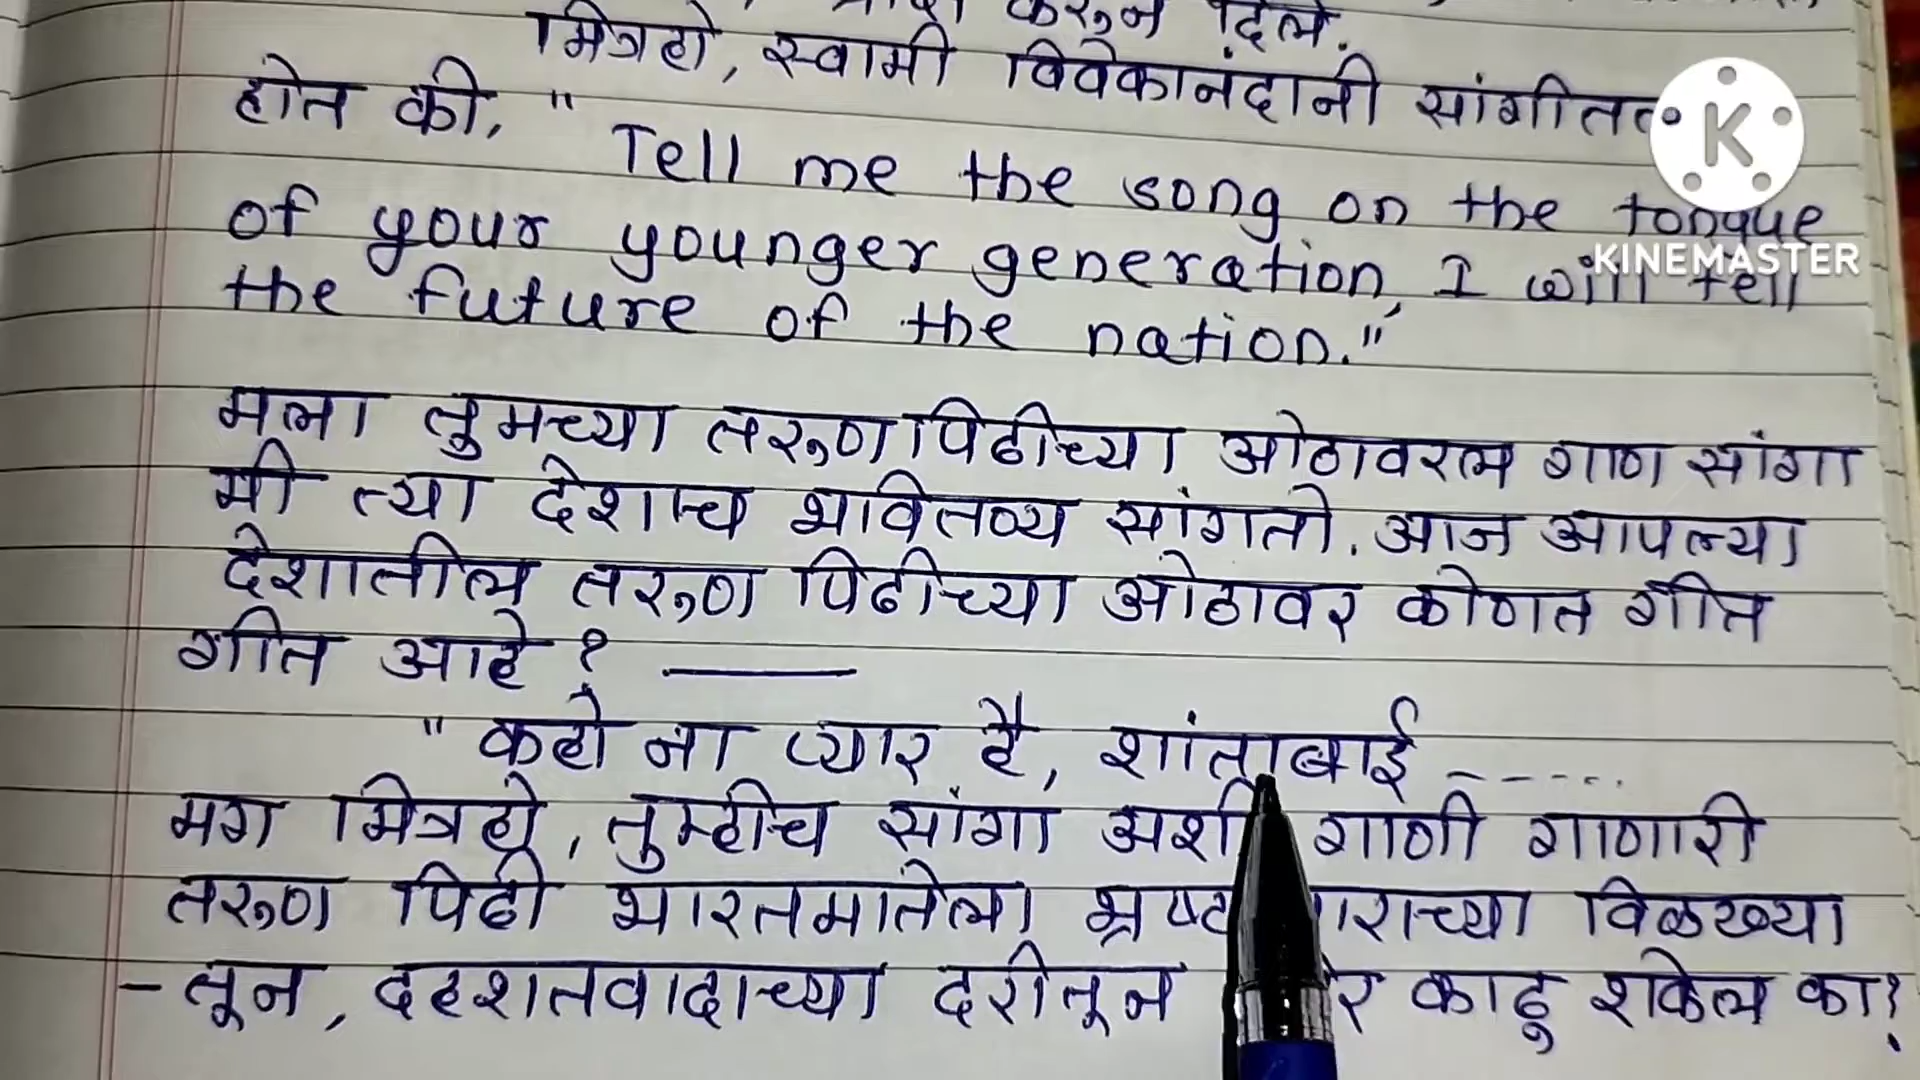 करुन दिले.
मित्रहो, स्वामी विवेकानंदांनी सांगीतल
होत की, " Tell me the song on the tongue
of your younger generation, I will tell
the future of the nation."
मला तुमच्या तरुण पिढीच्या ओठावरल गाण सांगा
मी त्या देशाच भवितव्य सांगतो. आज आपल्या
देशातील तरुण पिढीच्या ओठावर कोणत गीत
गीत आहे ? ———
" कहो ना प्यार है, शांताबाई - - - - - . .
मग मित्रहो, तुम्हीच सांगा अशी गाणी गाणारी
तरुण पिढी भारतमातेला भ्रष्ट ाराच्या विळख्या
- तून, दहशतवादाच्या दरीतून काढु शकेल का?
K
KINEMASTER